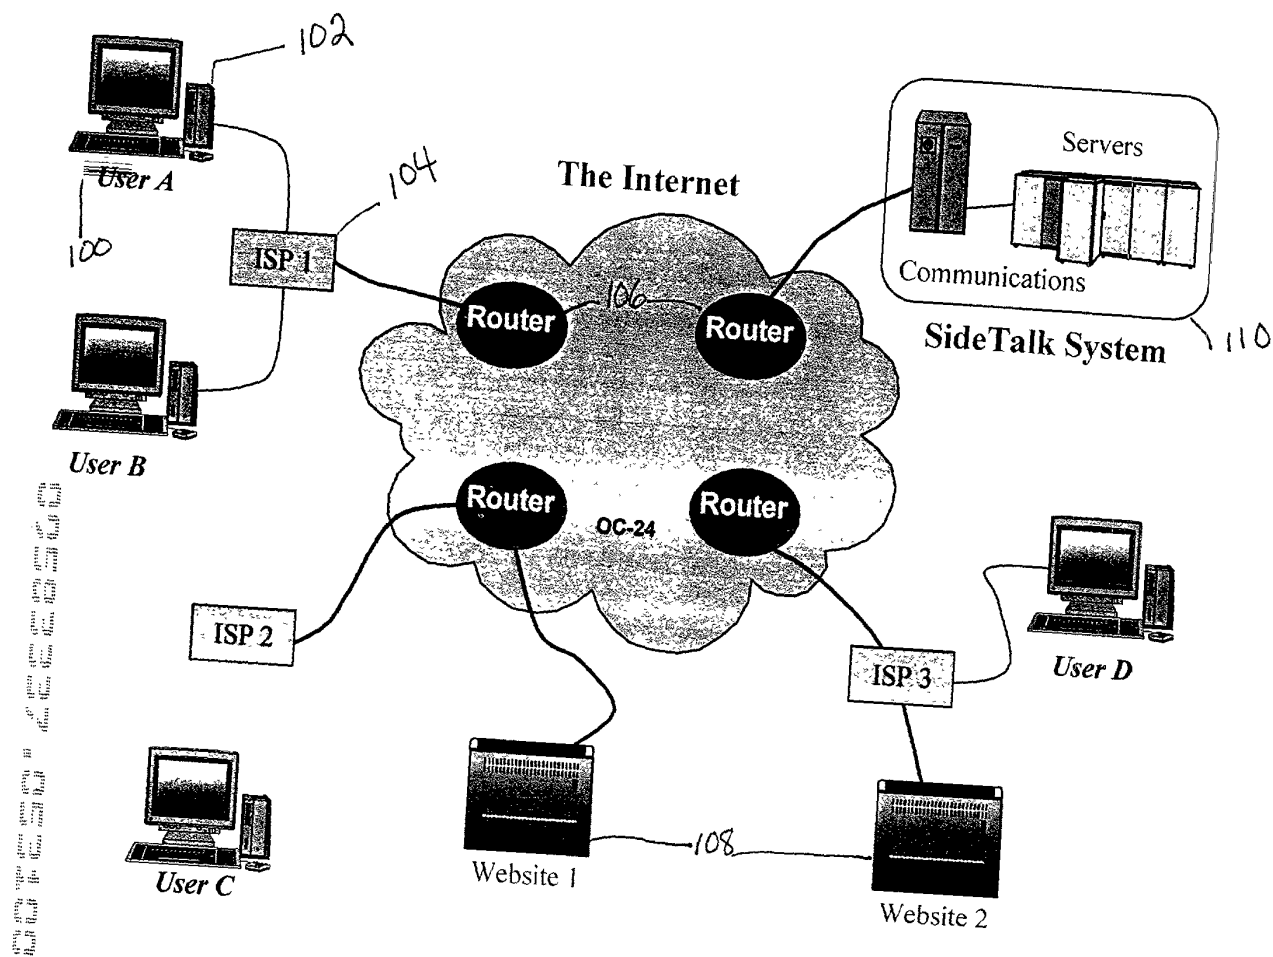 102
User A
100
104
ISP 1
User B
The Internet
Router
106
Router
Servers
Communications
SideTalk System
110
Router
OC-24
Router
ISP 2
User C
Website 1
108
ISP 3
User D
Website 2